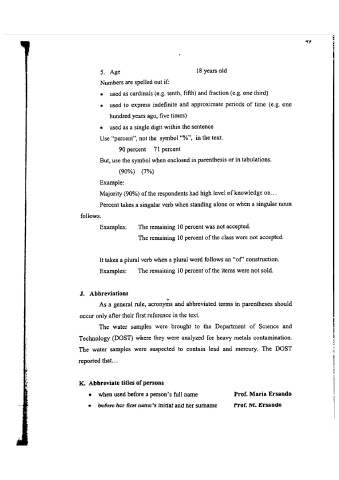 49
5. Age 18 years old
Numbers are spelled out if:
• used as cardinals (e.g. tenth, fifth) and fraction (e.g. one third)
• used to express indefinite and approximate periods of time (e.g. one
hundred years ago, five times)
• used as a single digit within the sentence
Use "percent", not the symbol "%", in the text.
90 percent 71 percent
But, use the symbol when enclosed in parenthesis or in tabulations.
(90%) (7%)
Example:
Majority (90%) of the respondents had high level of knowledge on…
Percent takes a singular verb when standing alone or when a singular noun
follows.
Examples: The remaining 10 percent was not accepted.
The remaining 10 percent of the class were not accepted.
It takes a plural verb when a plural word follows an "of" construction.
Examples: The remaining 10 percent of the items were not sold.
J. Abbreviations
As a general rule, acronyms and abbreviated terms in parentheses should
occur only after their first reference in the text.
The water samples were brought to the Department of Science and
Technology (DOST) where they were analyzed for heavy metals contamination.
The water samples were suspected to contain lead and mercury. The DOST
reported that…
K. Abbreviate titles of persons
• when used before a person's full name Prof. Maria Ersando
• before her first name's initial and her surname Prof. M. Ersando